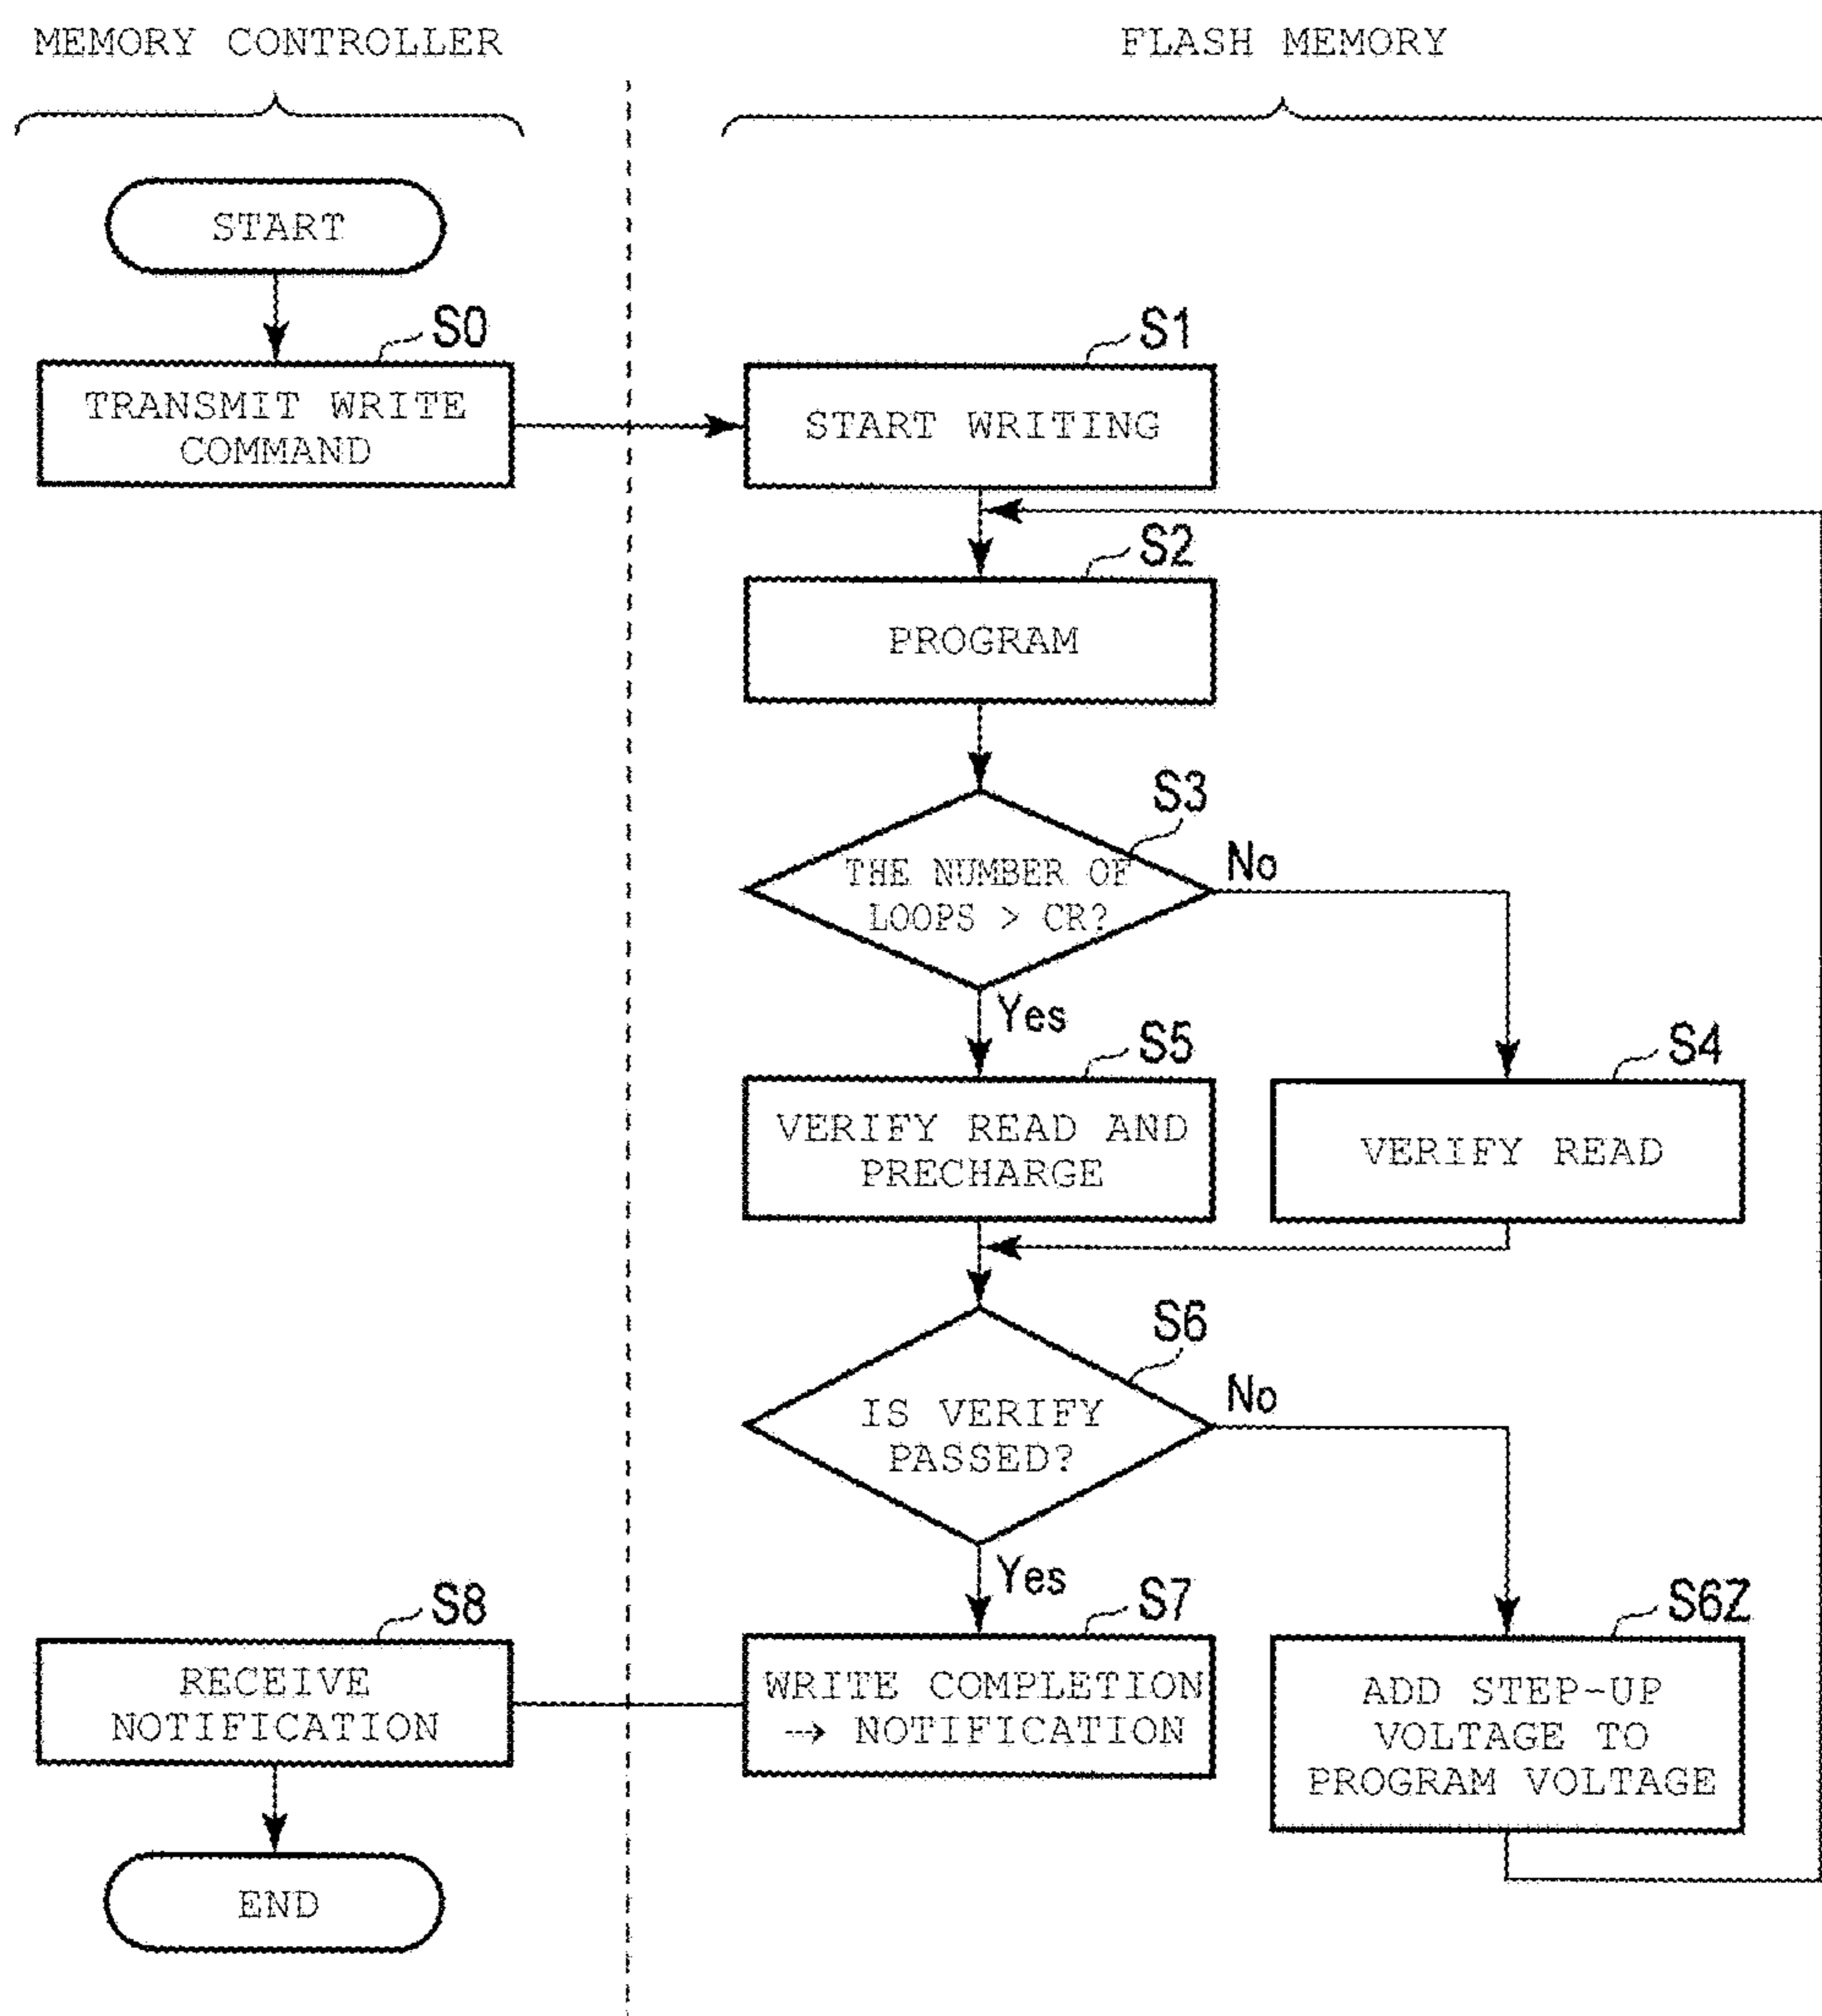 MEMORY CONTROLLER
FLASH MEMORY
START
S0
TRANSMIT WRITE
COMMAND
S1
START WRITING
S2
PROGRAM
S3
THE NUMBER OF
LOOPS > CR?
No
Yes
S5
VERIFY READ AND
PRECHARGE
S4
VERIFY READ
S6
IS VERIFY
PASSED?
No
Yes
S7
WRITE COMPLETION
→ NOTIFICATION
S6Z
ADD STEP-UP
VOLTAGE TO
PROGRAM VOLTAGE
S8
RECEIVE
NOTIFICATION
END